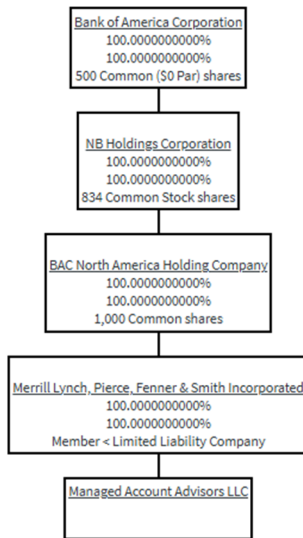 Bank of America Corporation
100.0000000000%
100.0000000000%
500 Common ($0 Par) shares
NB Holdings Corporation
100.0000000000%
100.0000000000%
834 Common Stock shares
BAC North America Holding Company
100.0000000000%
100.0000000000%
1,000 Common shares
Merrill Lynch, Pierce, Fenner & Smith Incorporated
100.0000000000%
100.0000000000%
Member < Limited Liability Company
Managed Account Advisors LLC